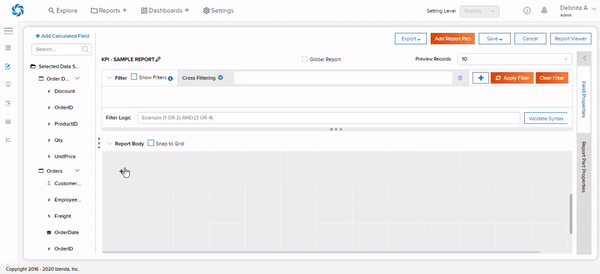 Explore Reports + Dashboards + Settings Setting Level System Debnita A
Admin
+ Add Calculated Field Export Add Report Part Save Cancel Report Viewer
Search...
KPI - SAMPLE REPORT Global Report Preview Records 10
Selected Data S...
Order D... Filter Show Filters Cross Filtering + Apply Filter Clear Filter
Discount
OrderID
ProductID
Qty
UnitPrice
Filter Logic Example (1 OR 2) AND (3 OR 4) Validate Syntax
Report Body Snap to Grid
Orders
Customer...
Employee...
Freight
OrderDate
OrderID
Field Properties
Report Part Properties
Copyright 2016 - 2020 Izenda, Inc.